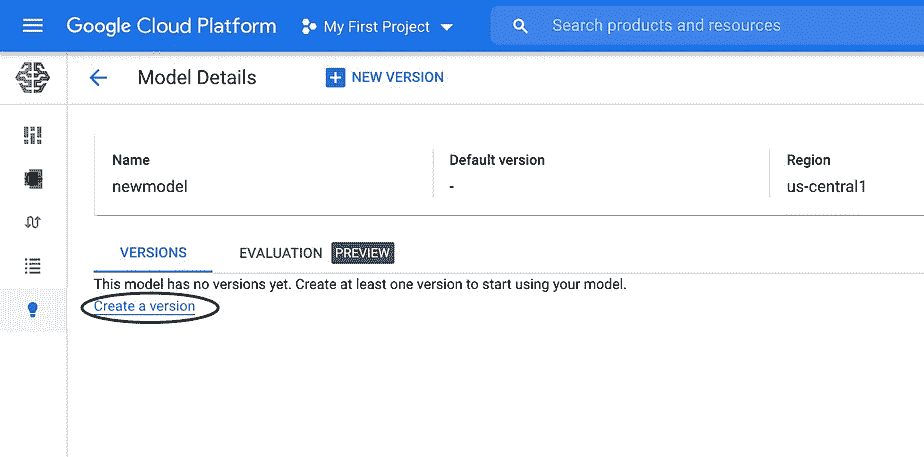 Google Cloud Platform My First Project Search products and resources
Model Details NEW VERSION
Name Default version Region
newmodel - us-central1
VERSIONS EVALUATION PREVIEW
This model has no versions yet. Create at least one version to start using your model.
Create a version